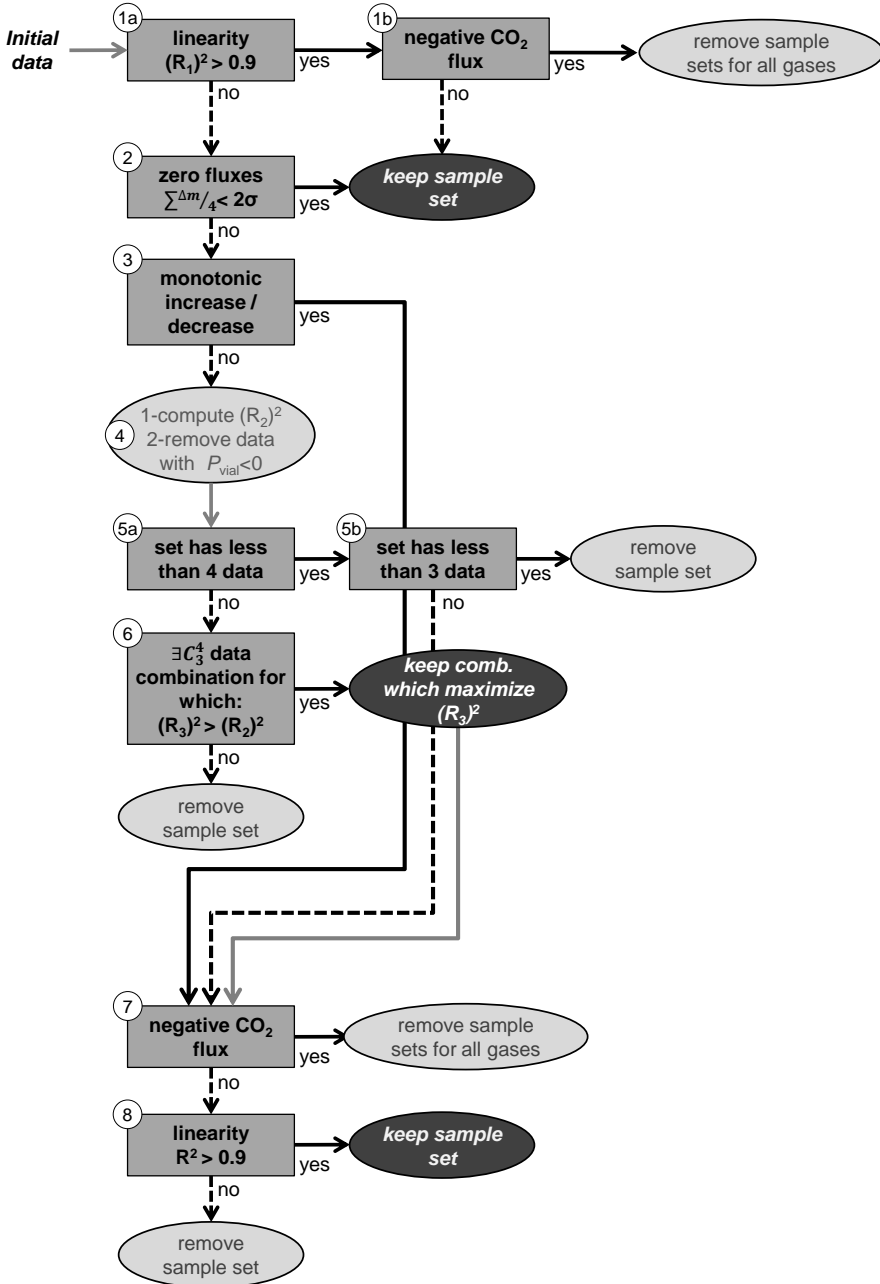 Initial
data
1a
linearity
(R₁)² > 0.9
yes
no
1b
negative CO₂
flux
yes
no
remove sample
sets for all gases
2
zero fluxes
∑Δm/4 < 2σ
yes
no
keep sample
set
3
monotonic
increase /
decrease
yes
no
4
1-compute (R₂)²
2-remove data
with Pvial<0
5a
set has less
than 4 data
yes
no
5b
set has less
than 3 data
yes
no
remove
sample set
6
∃C₃⁴ data
combination for
which:
(R₃)² > (R₂)²
yes
no
keep comb.
which maximize
(R₃)²
remove
sample set
7
negative CO₂
flux
yes
no
remove sample
sets for all gases
8
linearity
R² > 0.9
yes
no
keep sample
set
remove
sample set